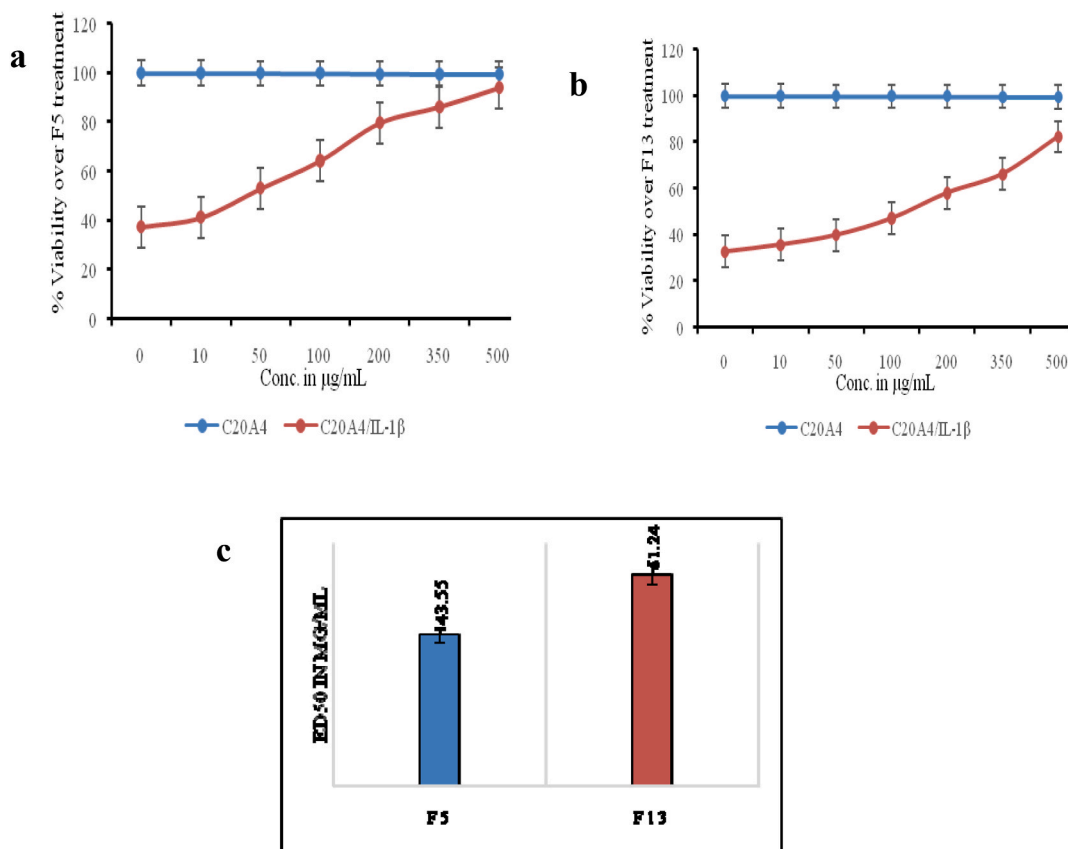 a
% Viability over F5 treatment
120
100
80
60
40
20
0
0 10 50 100 200 350 500
Conc. in µg/mL
C20A4 C20A4/IL-1β
b
% Viability over F13 treatment
120
100
80
60
40
20
0
0 10 50 100 200 350 500
Conc. in µg/mL
C20A4 C20A4/IL-1β
c
ED50 IN MG/ML
43.55
61.24
F5 F13